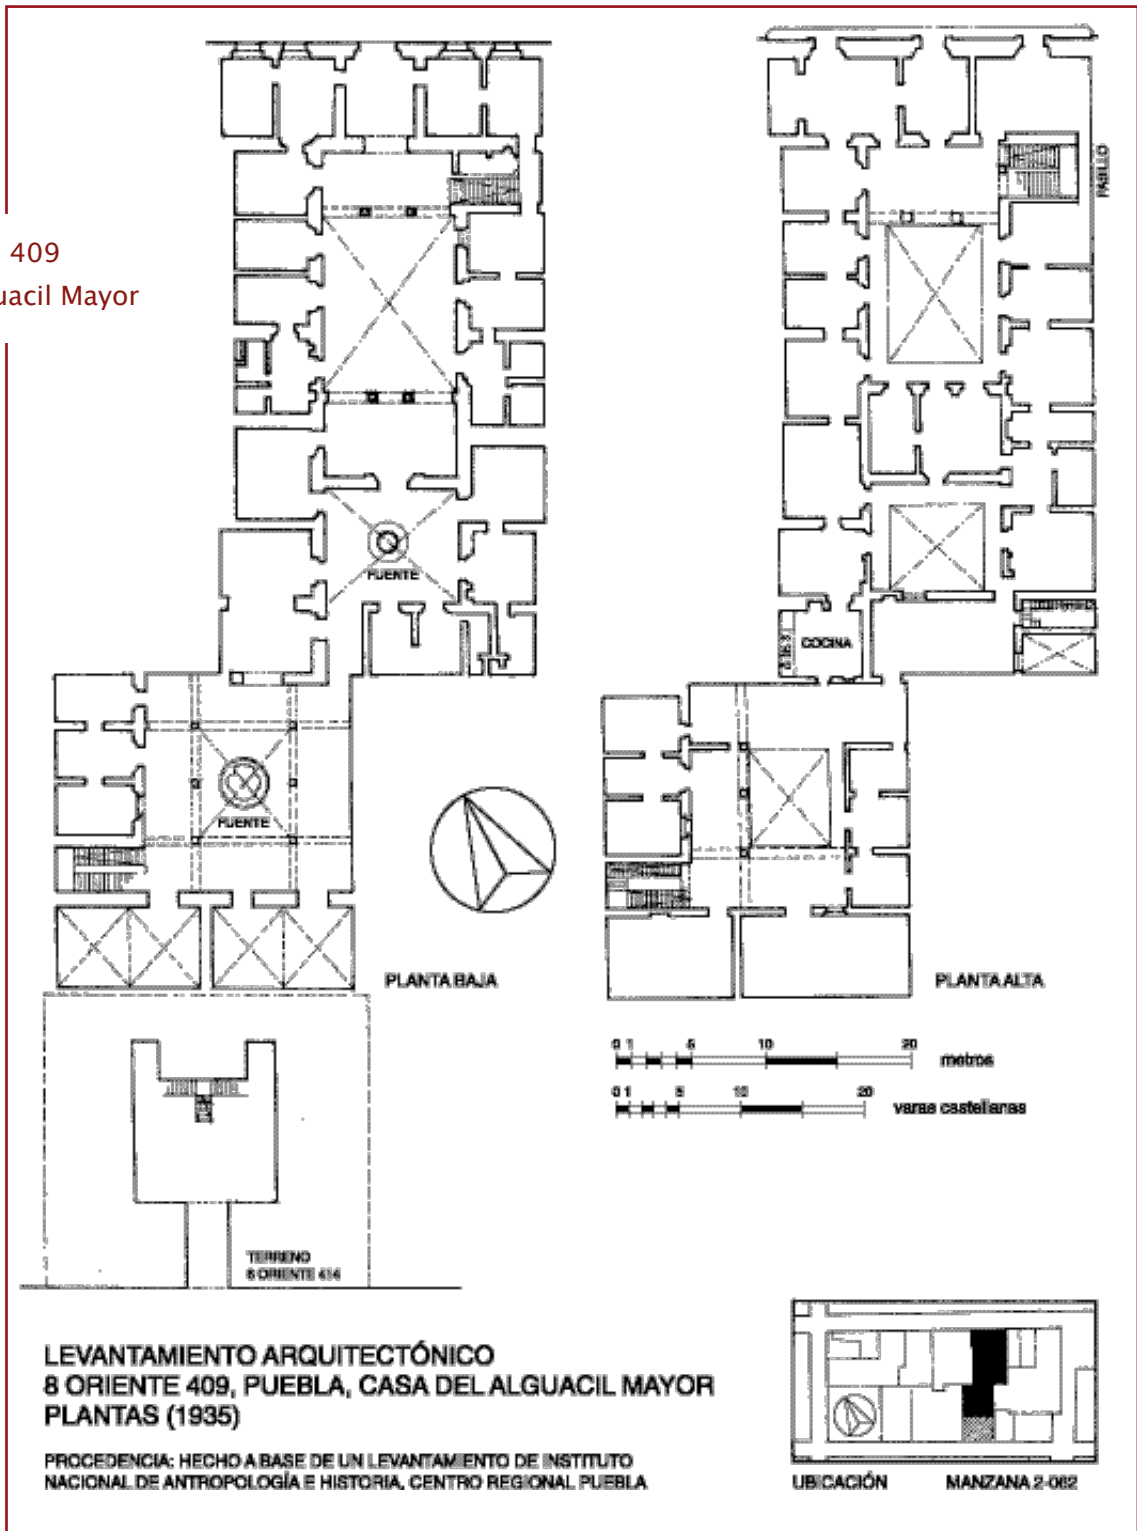 409
uacil Mayor
PASILLO
FUENTE
COCINA
FUENTE
PLANTA BAJA
PLANTA ALTA
0 1 5 10 20
metros
0 1 5 10 20
varas castellanas
TERRENO
6 ORIENTE 414
LEVANTAMIENTO ARQUITECTÓNICO
8 ORIENTE 409, PUEBLA, CASA DEL ALGUACIL MAYOR
PLANTAS (1935)
PROCEDENCIA: HECHO A BASE DE UN LEVANTAMIENTO DE INSTITUTO
NACIONAL DE ANTROPOLOGÍA E HISTORIA, CENTRO REGIONAL PUEBLA
UBICACIÓN
MANZANA 2-062